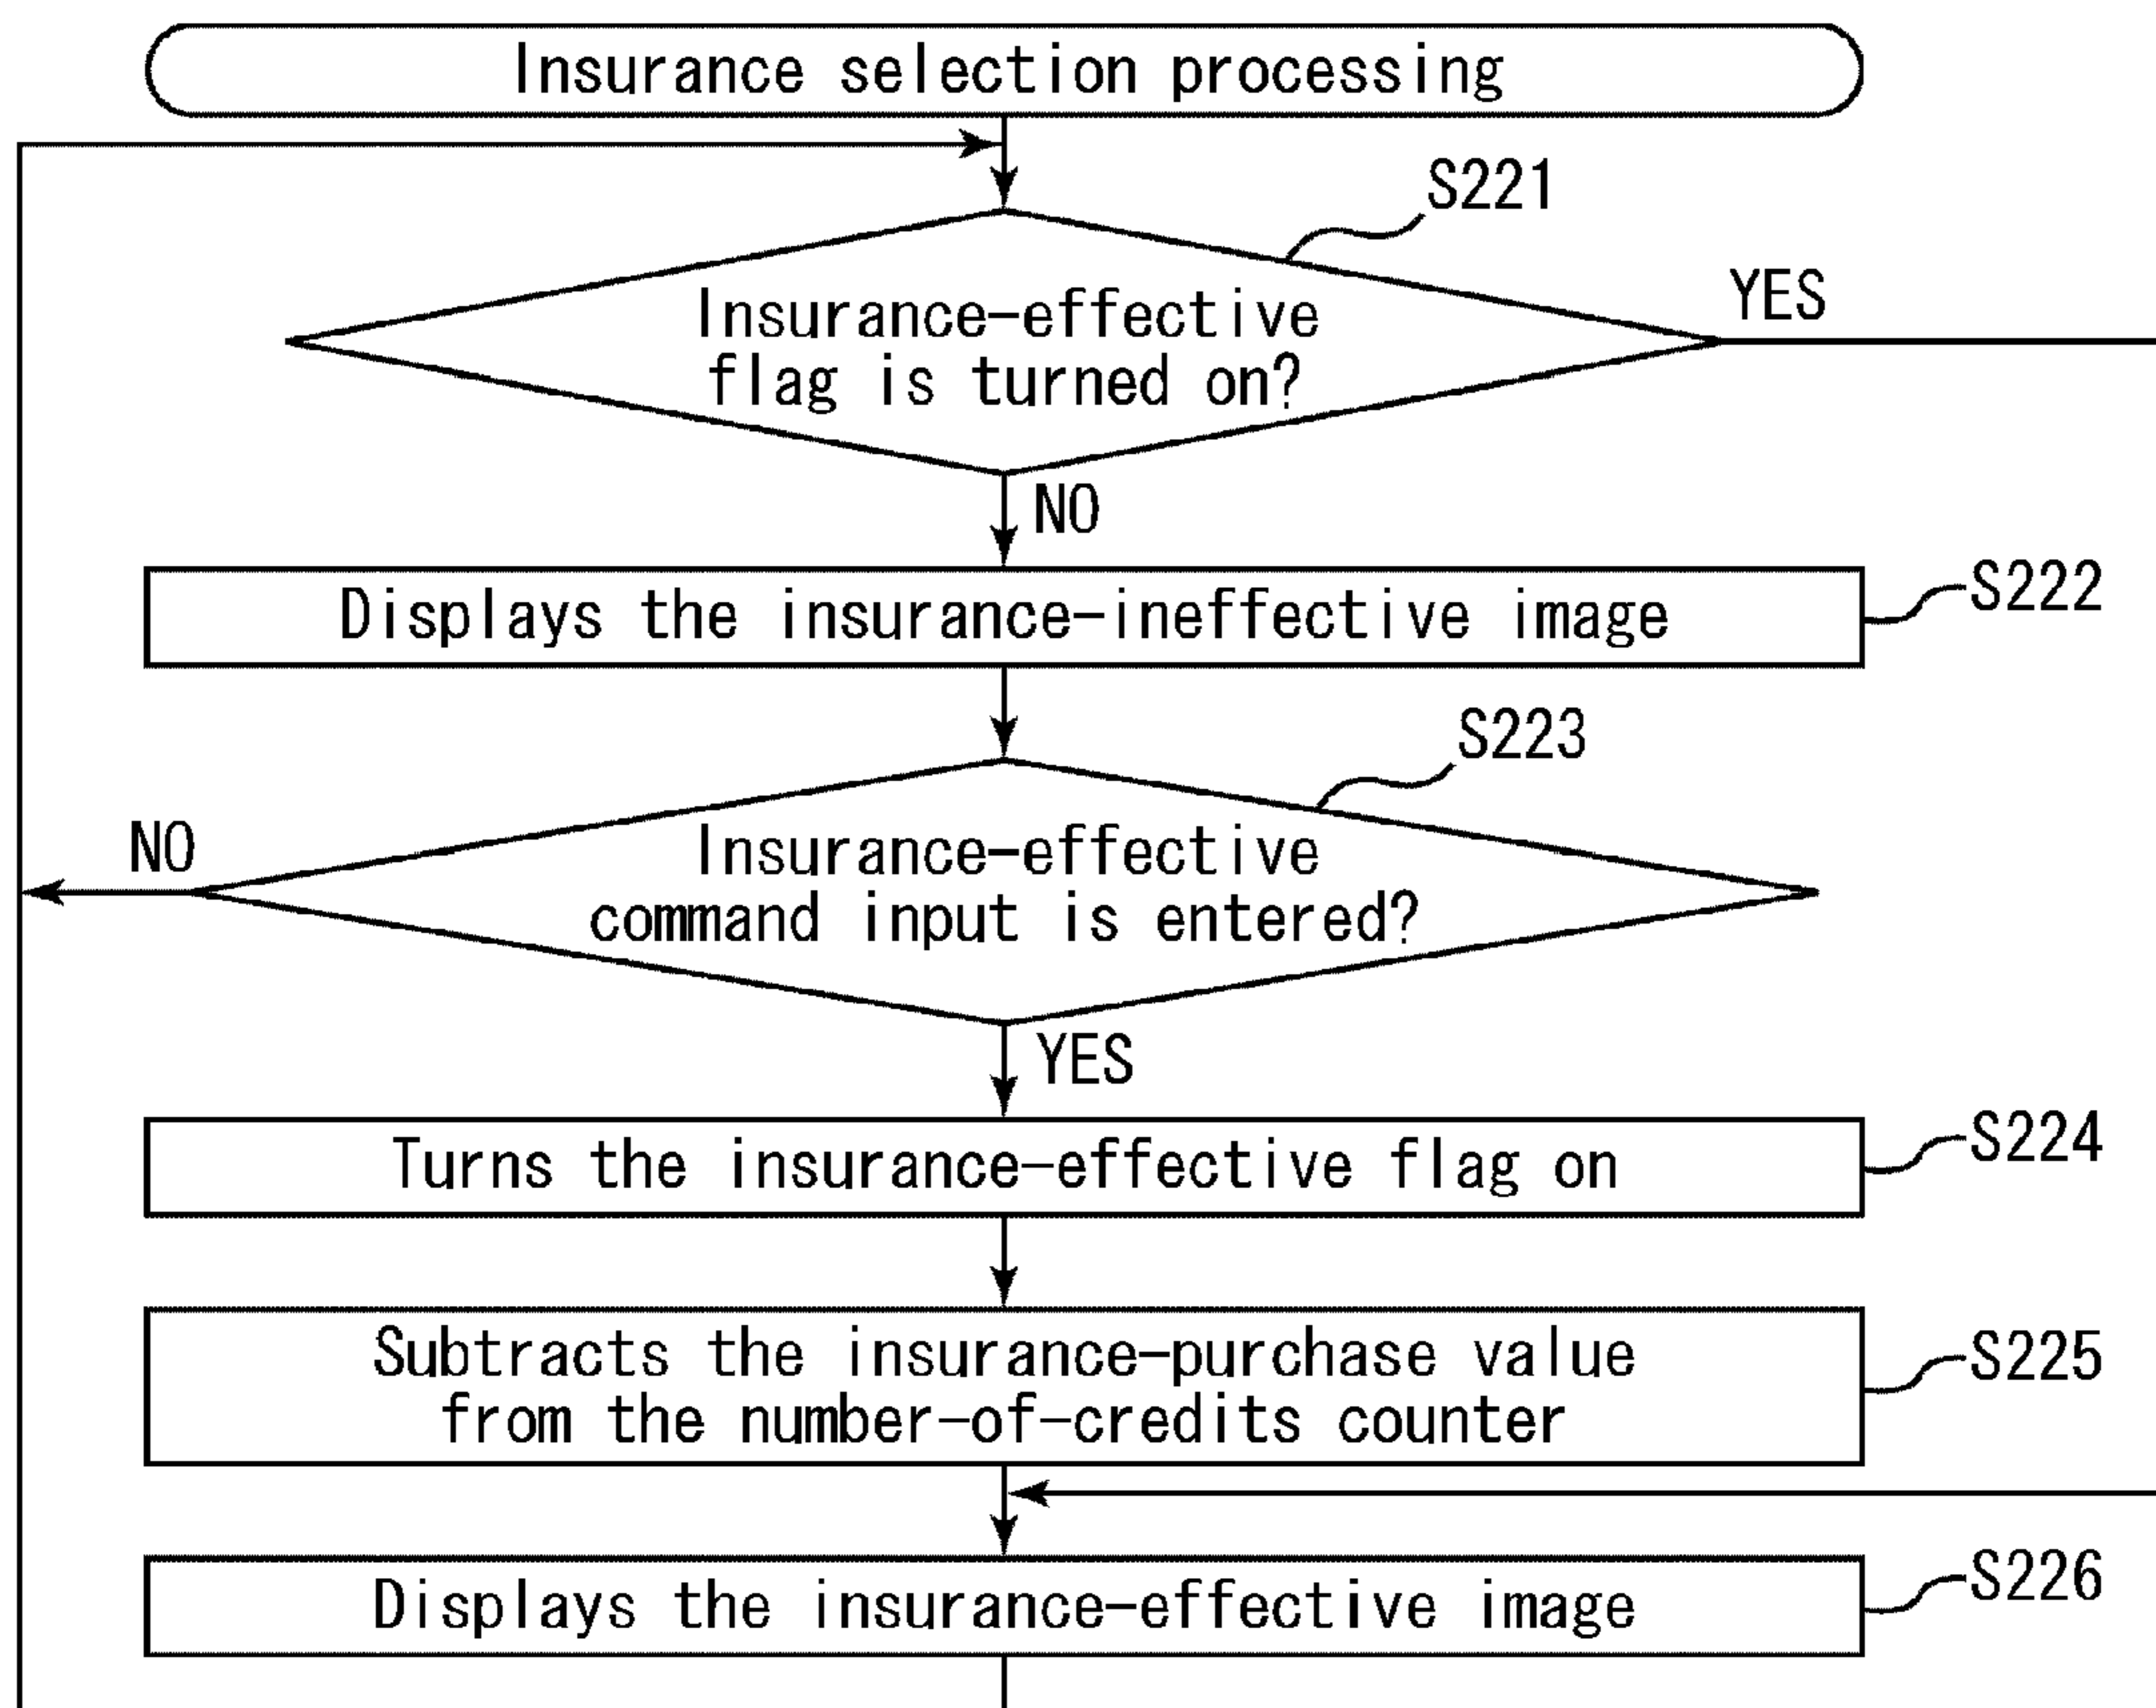 Insurance selection processing
S221
Insurance-effective
flag is turned on?
YES
NO
Displays the insurance-ineffective image
S222
S223
Insurance-effective
command input is entered?
NO
YES
Turns the insurance-effective flag on
S224
Subtracts the insurance-purchase value
from the number-of-credits counter
S225
Displays the insurance-effective image
S226